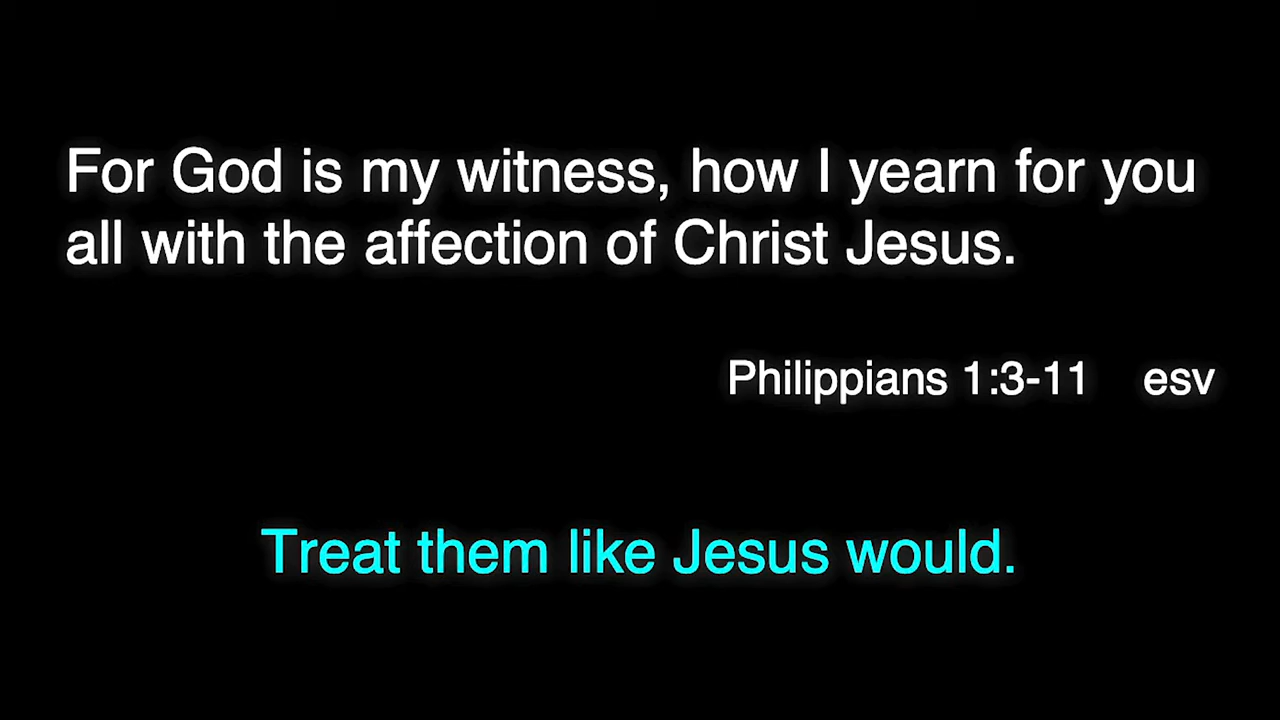 For God is my witness, how I yearn for you
all with the affection of Christ Jesus.
Philippians 1:3-11 esv
Treat them like Jesus would.